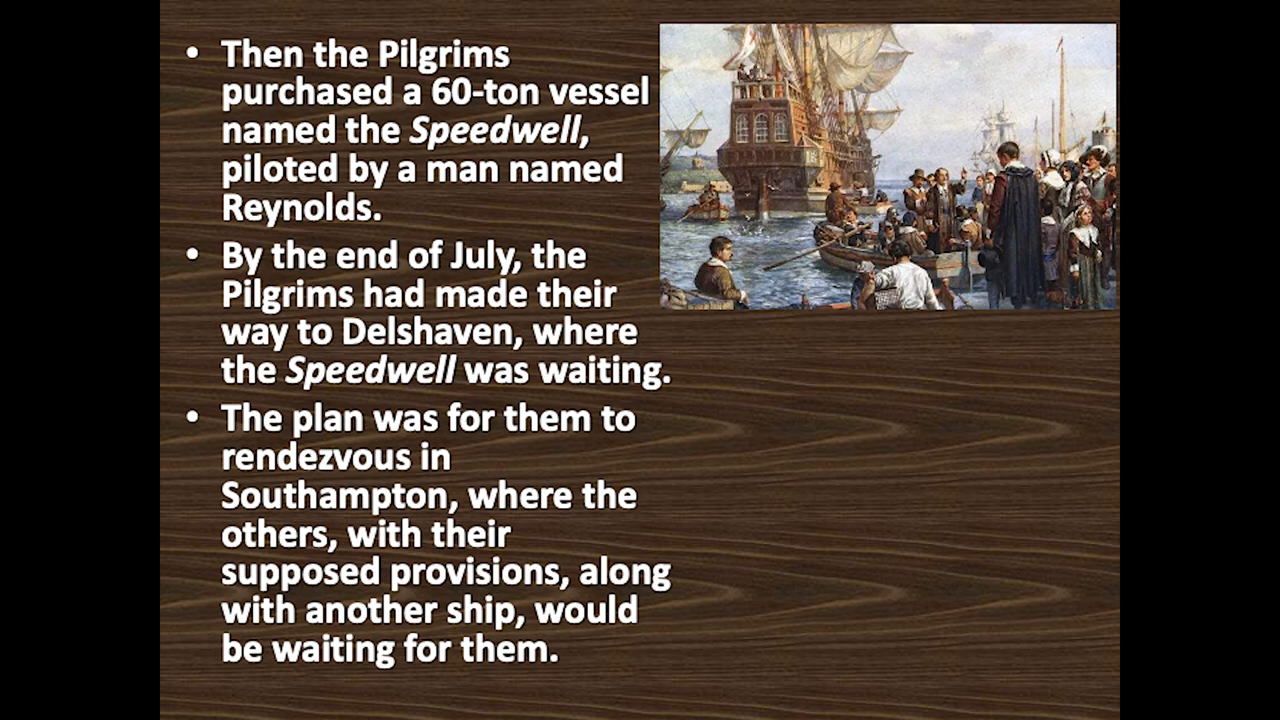 • Then the Pilgrims
purchased a 60-ton vessel
named the Speedwell,
piloted by a man named
Reynolds.
• By the end of July, the
Pilgrims had made their
way to Delshaven, where
the Speedwell was waiting.
• The plan was for them to
rendezvous in
Southampton, where the
others, with their
supposed provisions, along
with another ship, would
be waiting for them.